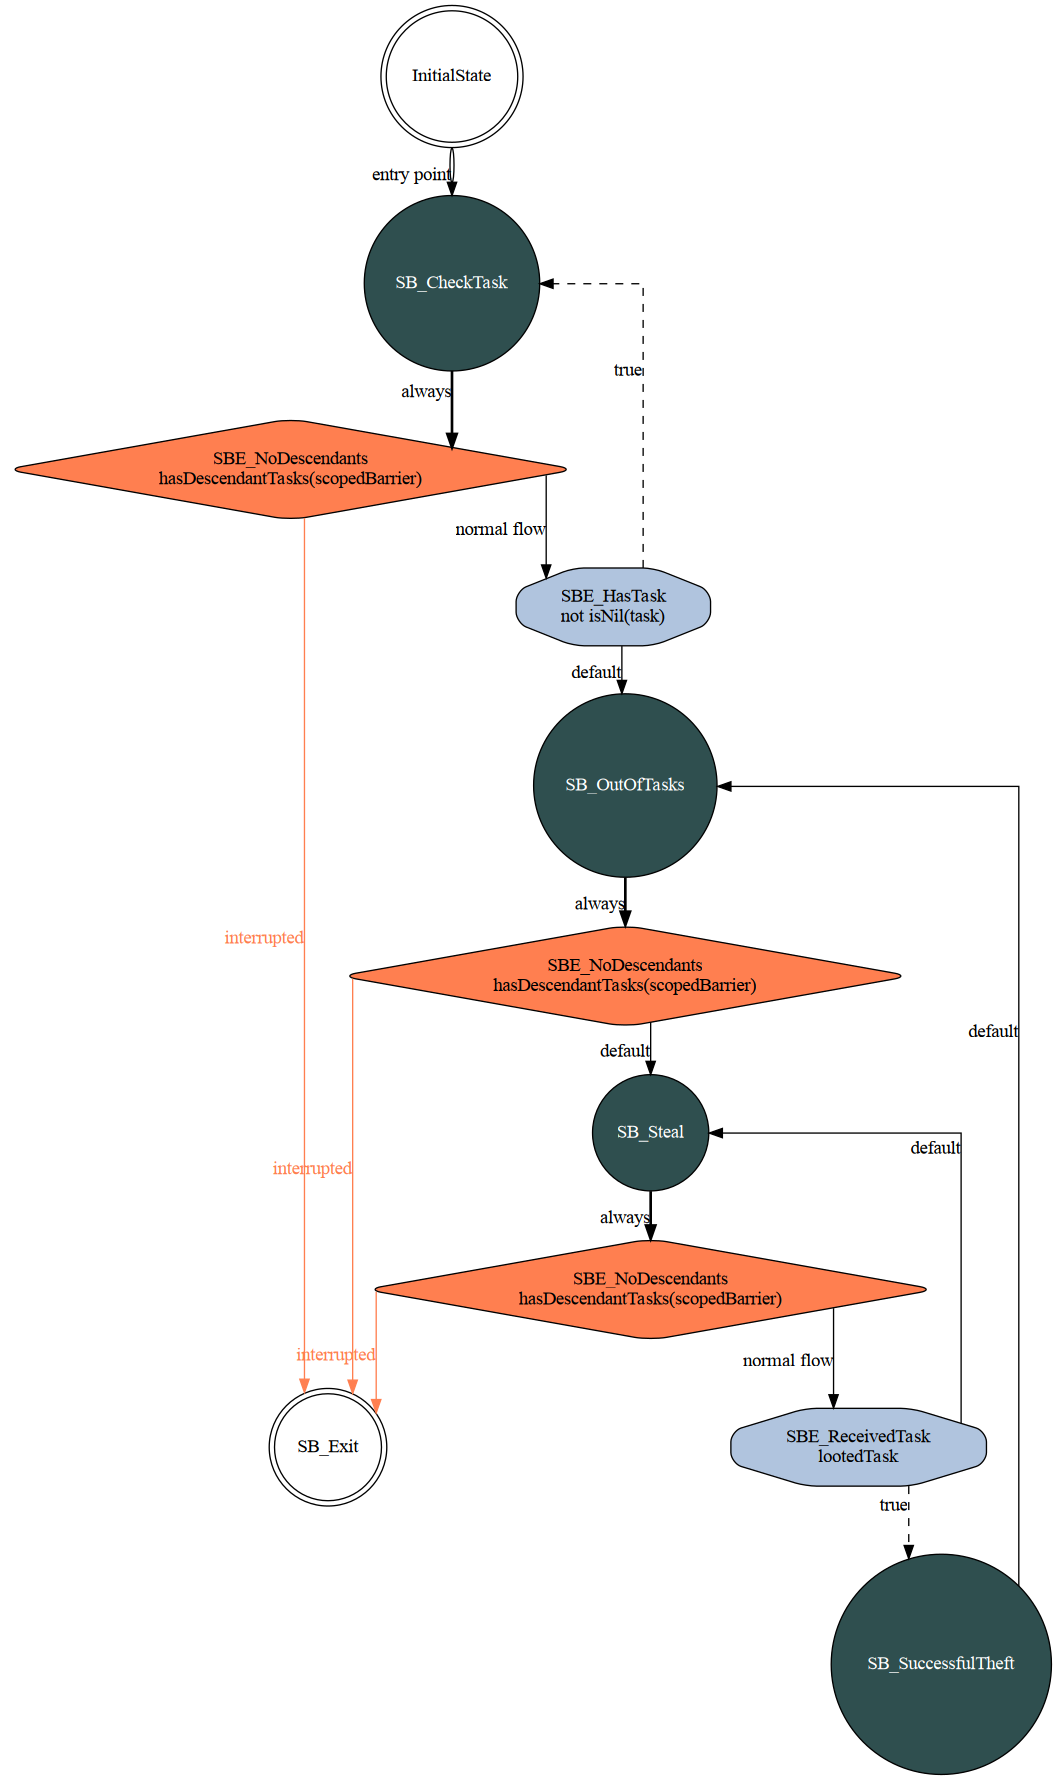 InitialState
entry point
SB_CheckTask
true
always
SBE_NoDescendants
hasDescendantTasks(scopedBarrier)
normal flow
SBE_HasTask
not isNil(task)
default
SB_OutOfTasks
always
interrupted
SBE_NoDescendants
hasDescendantTasks(scopedBarrier)
default
default
SB_Steal
default
interrupted
always
SBE_NoDescendants
hasDescendantTasks(scopedBarrier)
interrupted
normal flow
SB_Exit
SBE_ReceivedTask
lootedTask
true
SB_SuccessfulTheft